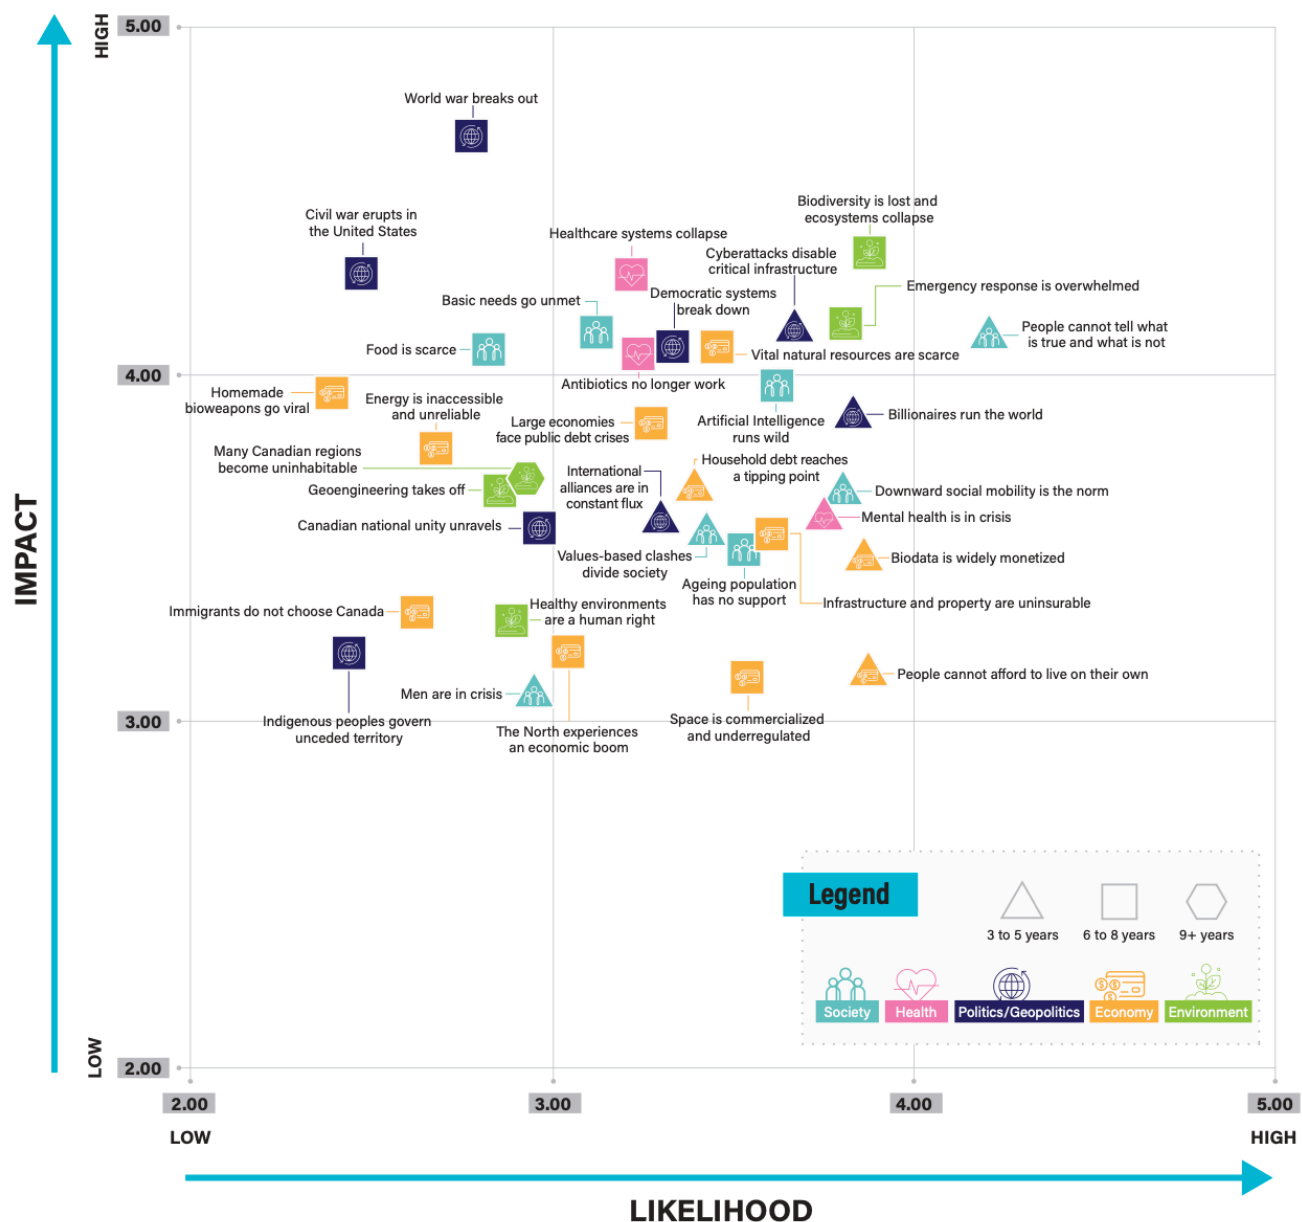 HIGH
5.00
World war breaks out
Civil war erupts in
the United States
Biodiversity is lost and
ecosystems collapse
Healthcare systems collapse
Cyberattacks disable
critical infrastructure
Emergency response is overwhelmed
Democratic systems
break down
Basic needs go unmet
People cannot tell what
is true and what is not
Food is scarce
Vital natural resources are scarce
4.00
Antibiotics no longer work
Homemade
bioweapons go viral
Energy is inaccessible
and unreliable
Large economies
face public debt crises
Artificial Intelligence
runs wild
Billionaires run the world
Many Canadian regions
become uninhabitable
International
alliances are in
constant flux
Household debt reaches
a tipping point
Geoengineering takes off
Downward social mobility is the norm
Canadian national unity unravels
Mental health is in crisis
Values-based clashes
divide society
Biodata is widely monetized
Ageing population
has no support
Infrastructure and property are uninsurable
IMPACT
Immigrants do not choose Canada
Healthy environments
are a human right
People cannot afford to live on their own
Men are in crisis
3.00
Indigenous peoples govern
unceded territory
The North experiences
an economic boom
Space is commercialized
and underregulated
Legend
3 to 5 years
6 to 8 years
9+ years
Society
Health
Politics/Geopolitics
Economy
Environment
LOW
2.00
2.00
3.00
4.00
5.00
LOW
HIGH
LIKELIHOOD